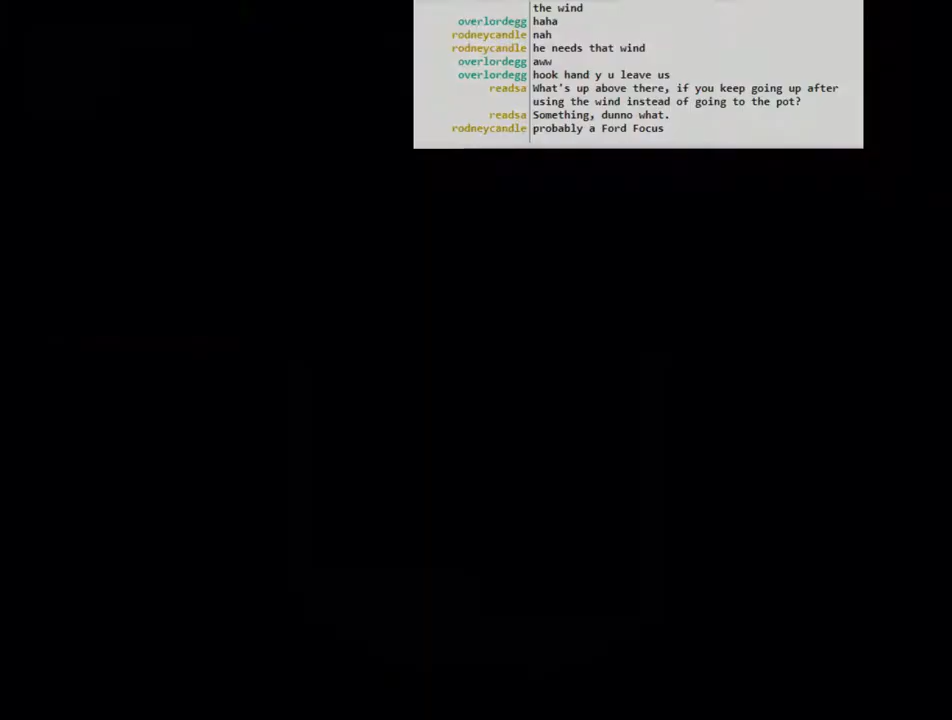 the wind
overlordegg haha
rodneycandle nah
rodneycandle he needs that wind
overlordegg aww
overlordegg hook hand y u leave us
readsa What's up above there, if you keep going up after
using the wind instead of going to the pot?
readsa Something, dunno what.
rodneycandle probably a Ford Focus